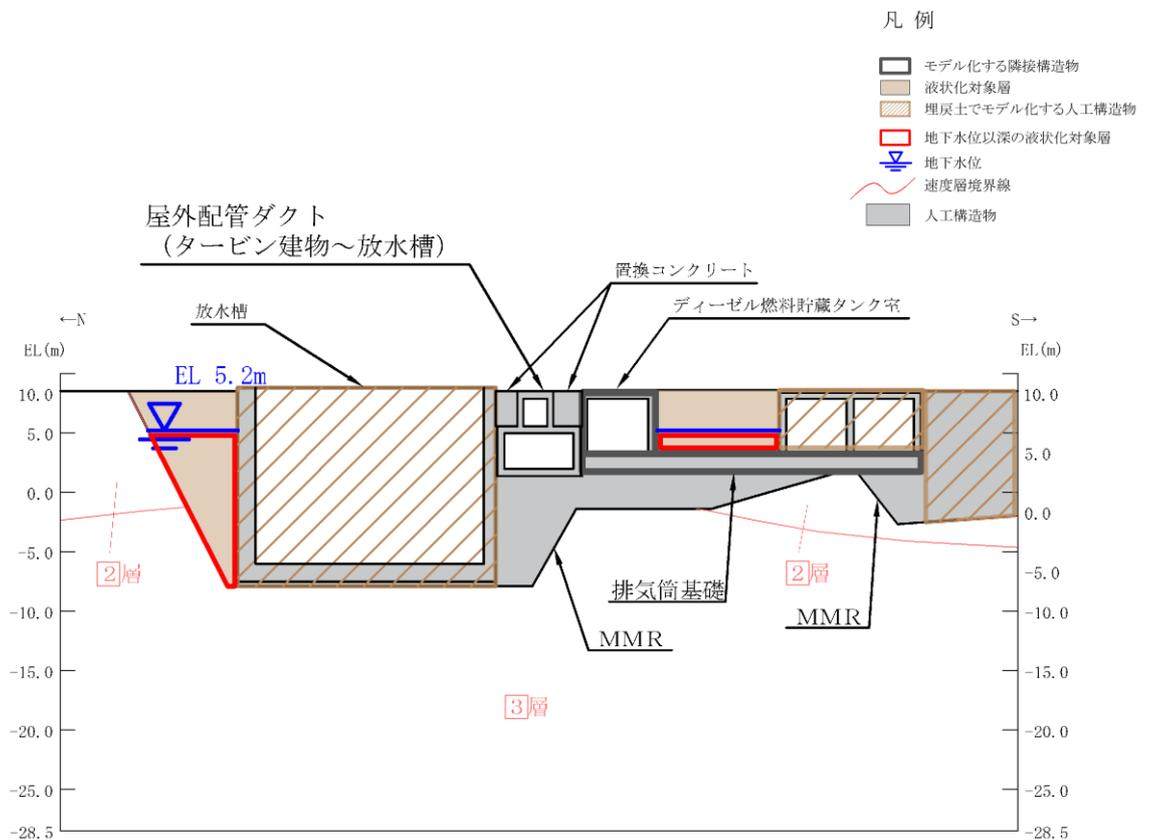 凡 例
モデル化する隣接構造物
液状化対象層
埋戻土でモデル化する人工構造物
地下水位以深の液状化対象層
地下水位
速度層境界線
人工構造物
屋外配管ダクト
（タービン建物～放水槽）
置換コンクリート
放水槽
ディーゼル燃料貯蔵タンク室
←N
S→
EL(m)
EL(m)
EL 5.2m
10.0
5.0
0.0
-5.0
-10.0
-15.0
-20.0
-25.0
-28.5
10.0
5.0
0.0
-5.0
-10.0
-15.0
-20.0
-25.0
-28.5
2層
2層
排気筒基礎
MMR
MMR
3層